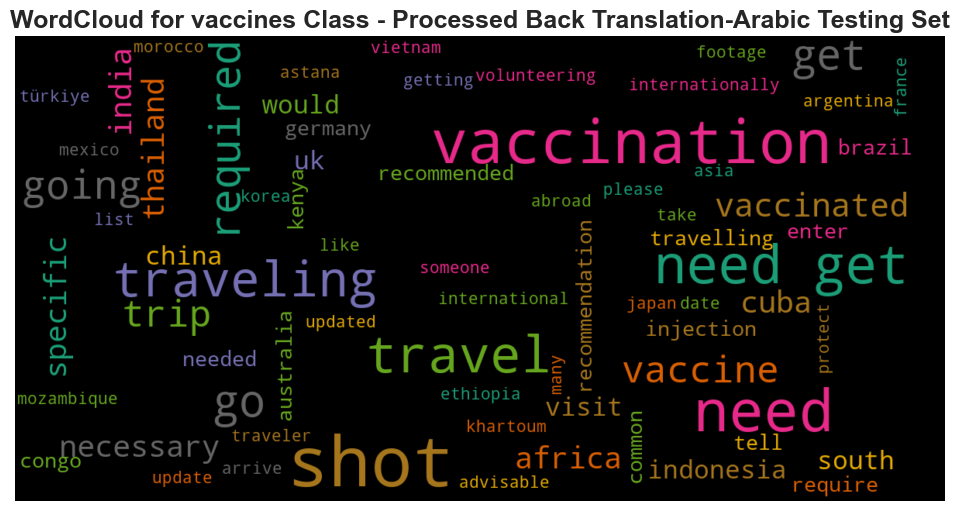 WordCloud for vaccines Class - Processed Back Translation-Arabic Testing Set
morocco
vietnam
footage
get
india
required
astana
getting
volunteering
internationally
france
türkiye
thailand
would
argentina
germany
vaccination
brazil
mexico
uk
recommended
asia
going
korea
kenya
please
abroad
vaccinated
list
take
specific
like
travelling
enter
china
someone
need get
traveling
international
recommendation
japan
date
cuba
trip
updated
injection
protect
australia
needed
travel
many
vaccine
mozambique
go
ethiopia
visit
need
necessary
traveler
khartoum
common
tell
congo
arrive
shot
africa
indonesia
south
update
advisable
require